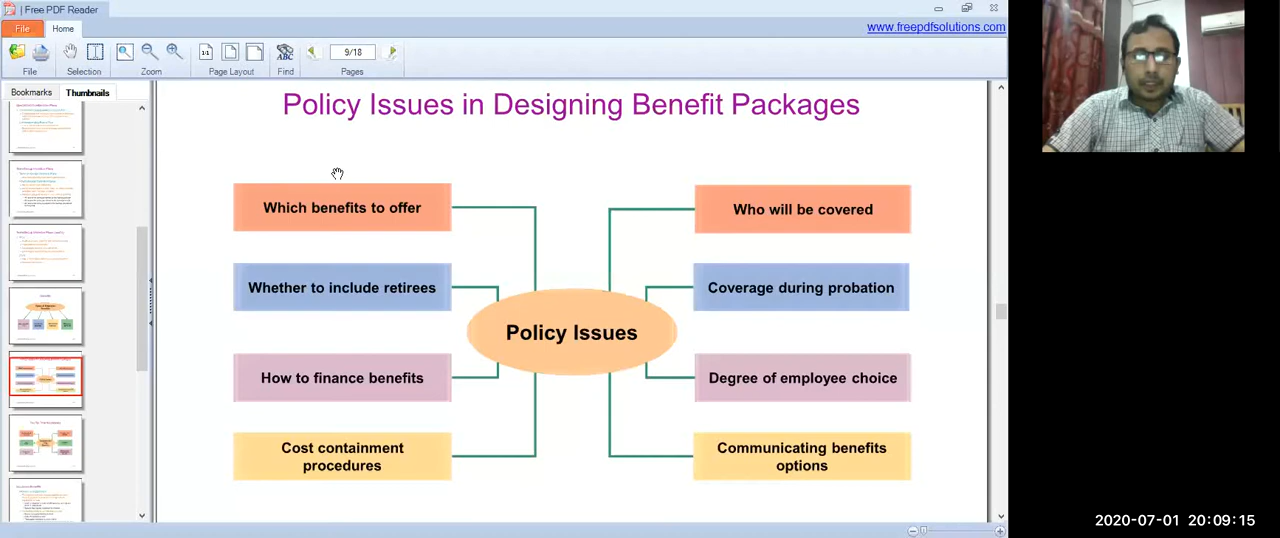 | Free PDF Reader
File
Home
www.freepdfsolutions.com
1:1
ABC
9/18
File
Selection
Zoom
Page Layout
Find
Pages
Bookmarks
Thumbnails
Policy Issues in Designing Benefit Packages
Which benefits to offer
Who will be covered
Whether to include retirees
Coverage during probation
Policy Issues
How to finance benefits
Degree of employee choice
Cost containment
procedures
Communicating benefits
options
2020-07-01 20:09:15